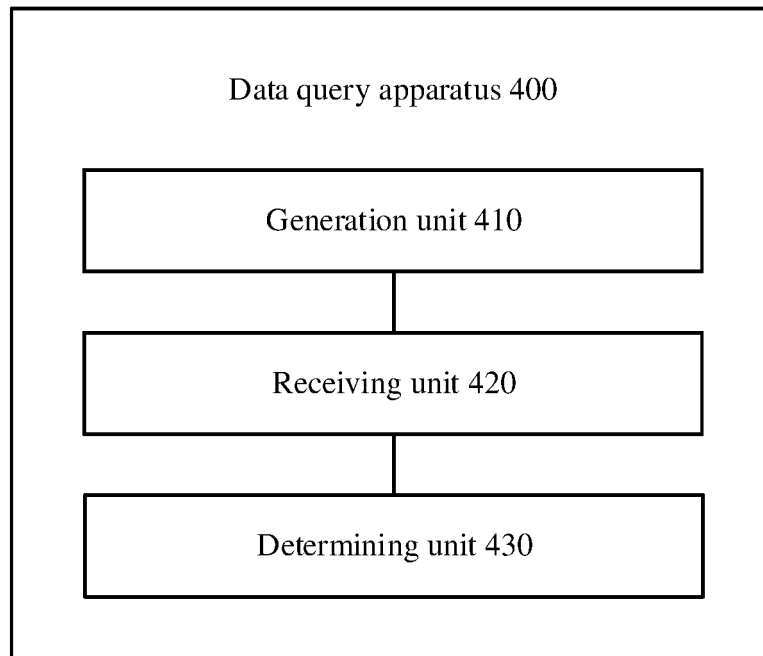 Data query apparatus 400
Generation unit 410
Receiving unit 420
Determining unit 430